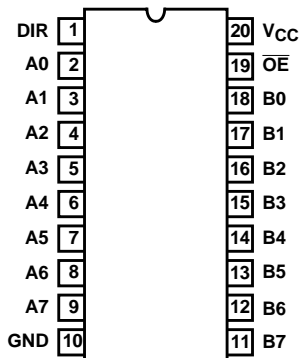 DIR 1 20 VCC
A0 2 19 OE
A1 3 18 B0
A2 4 17 B1
A3 5 16 B2
A4 6 15 B3
A5 7 14 B4
A6 8 13 B5
A7 9 12 B6
GND 10 11 B7